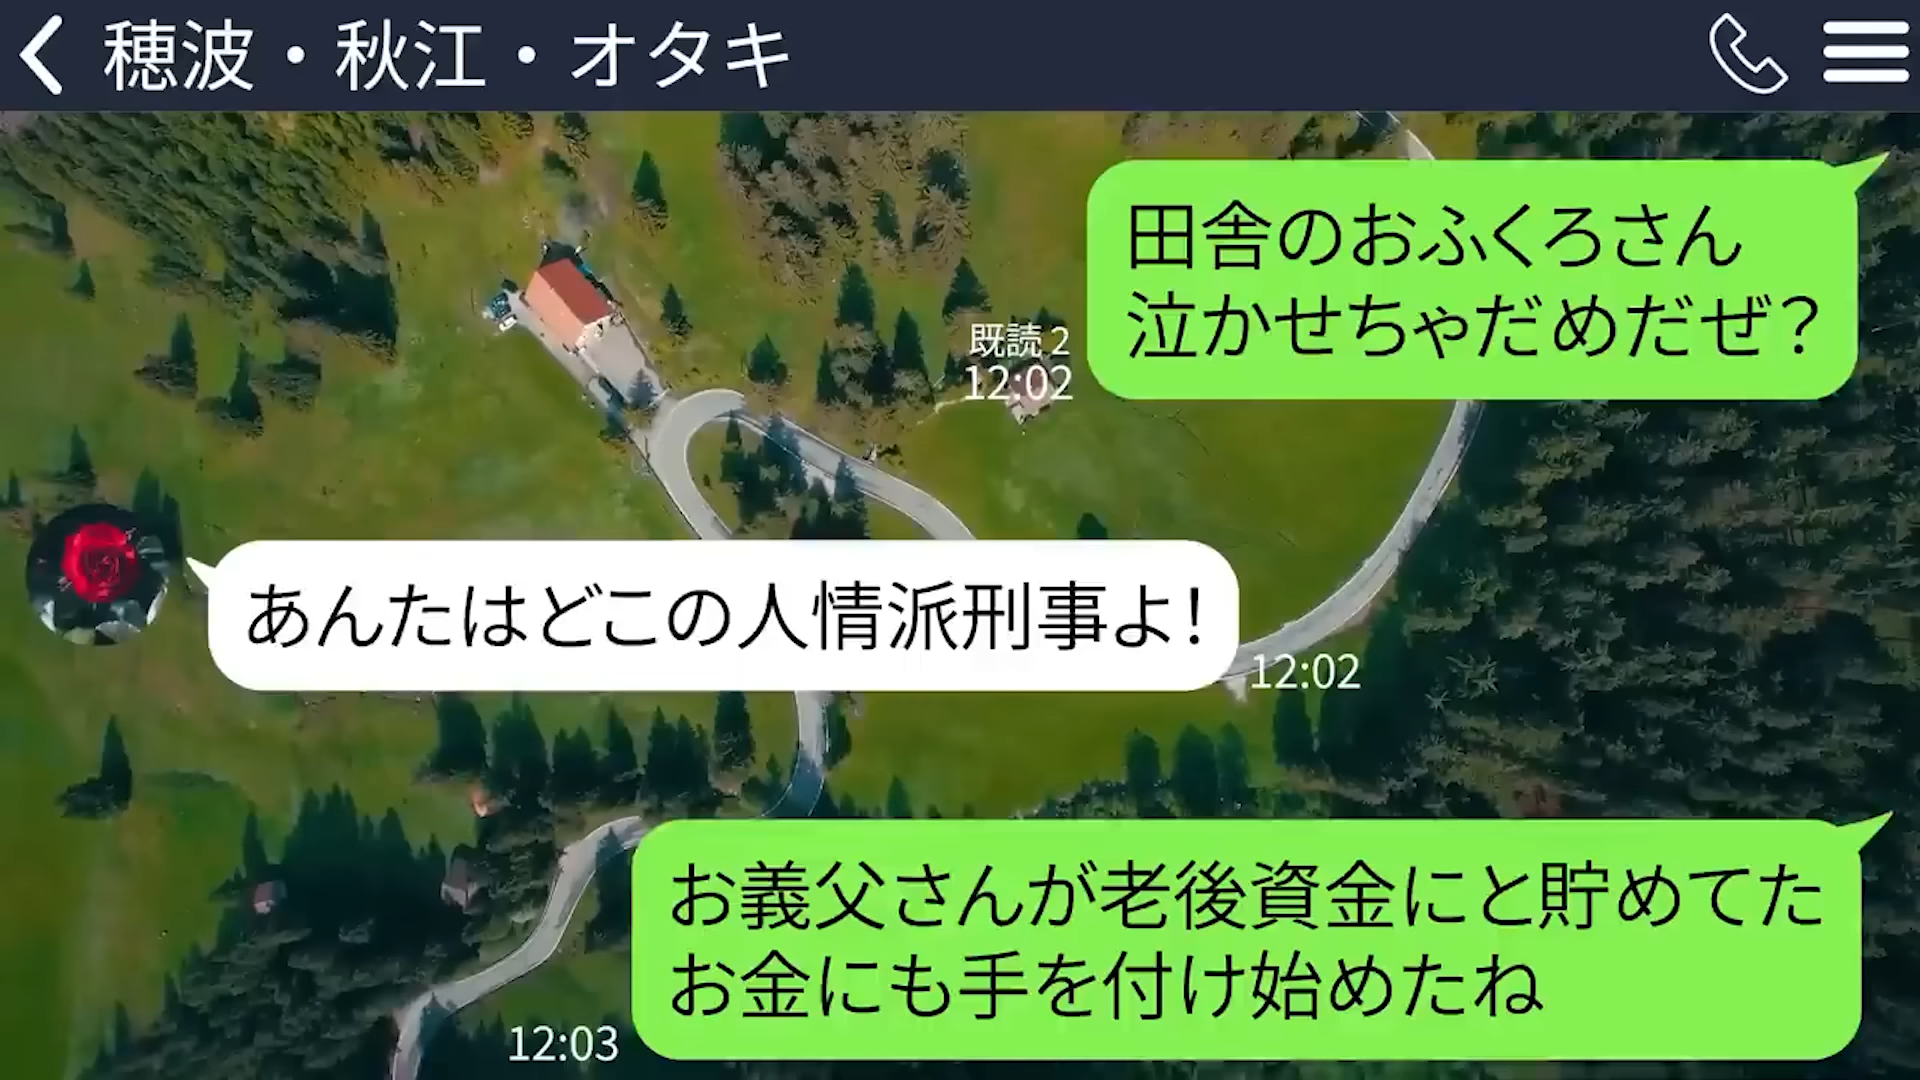 穂波・秋江・オタキ
田舎のおふくろさん
泣かせちゃだめだぜ？
既読 2
12:02
あんたはどこの人情派刑事よ！
12:02
お義父さんが老後資金にと貯めてた
お金にも手を付け始めたね
12:03